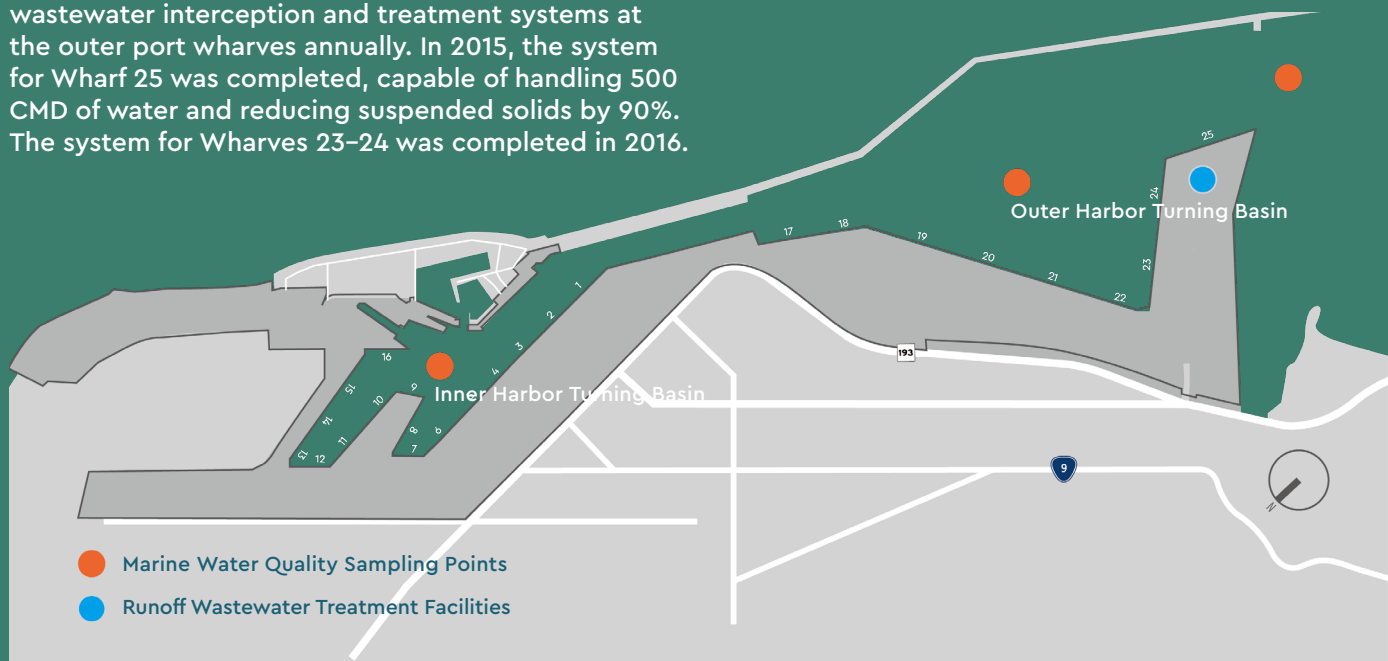 wastewater interception and treatment systems at
the outer port wharves annually. In 2015, the system
for Wharf 25 was completed, capable of handling 500
CMD of water and reducing suspended solids by 90%.
The system for Wharves 23–24 was completed in 2016.
25
24
Outer Harbor Turning Basin
17
18
19
20
21
22
23
1
2
3
4
193
16
Inner Harbor Turning Basin
15
14
13
12
11
10
9
8
7
6
9
N
Marine Water Quality Sampling Points
Runoff Wastewater Treatment Facilities